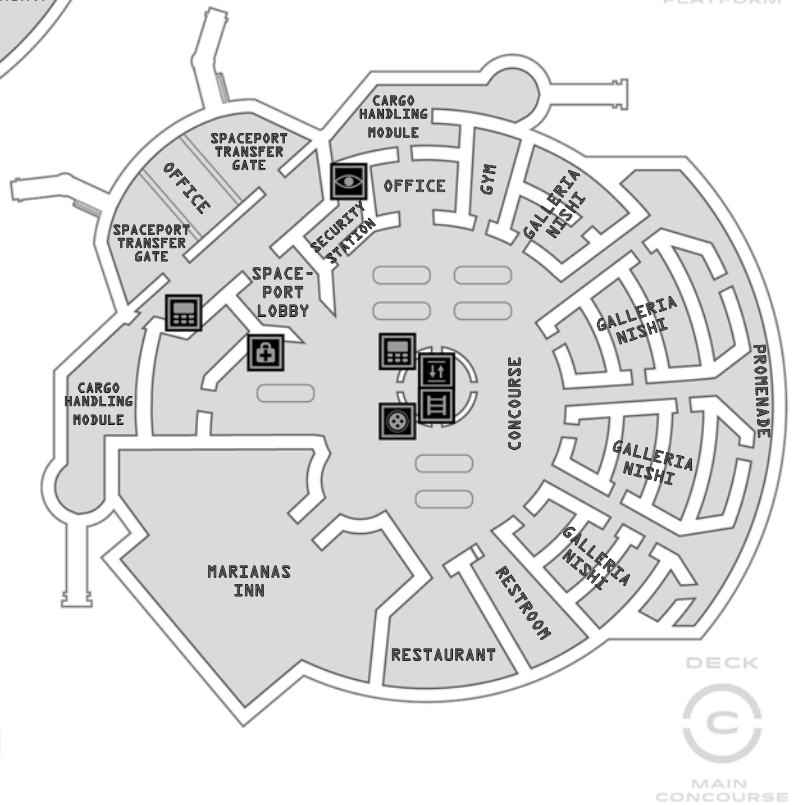 PLATFORM
CARGO
HANDLING
MODULE
SPACEPORT
TRANSFER
GATE
OFFICE
SPACEPORT
TRANSFER
GATE
OFFICE
GYM
GALLERIA
NISHI
SECURITY
STATION
SPACE-
PORT
LOBBY
GALLERIA
NISHI
CARGO
HANDLING
MODULE
CONCOURSE
PROMENADE
GALLERIA
NISHI
GALLERIA
NISHI
MARIANAS
INN
RESTROOM
RESTAURANT
DECK
C
MAIN
CONCOURSE